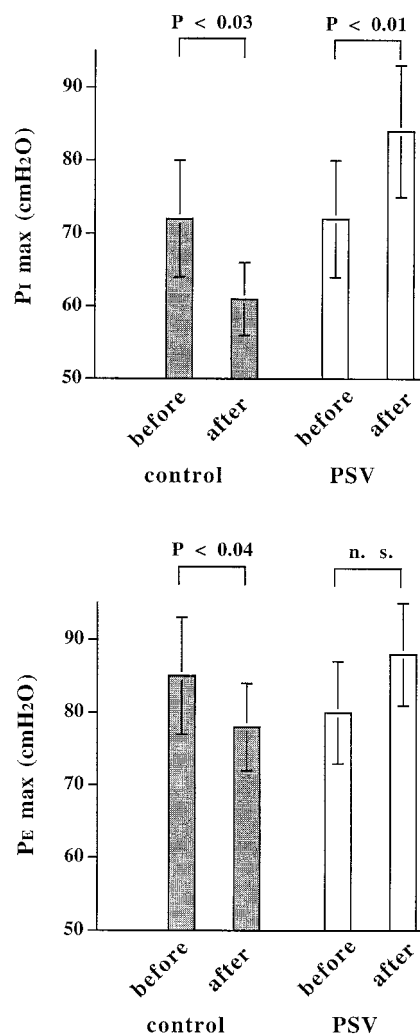 P < 0.03 P < 0.01
90
80
70
60
50
PI max (cmH2O)
before after before after
control PSV
P < 0.04 n. s.
90
80
70
60
50
PE max (cmH2O)
before after before after
control PSV